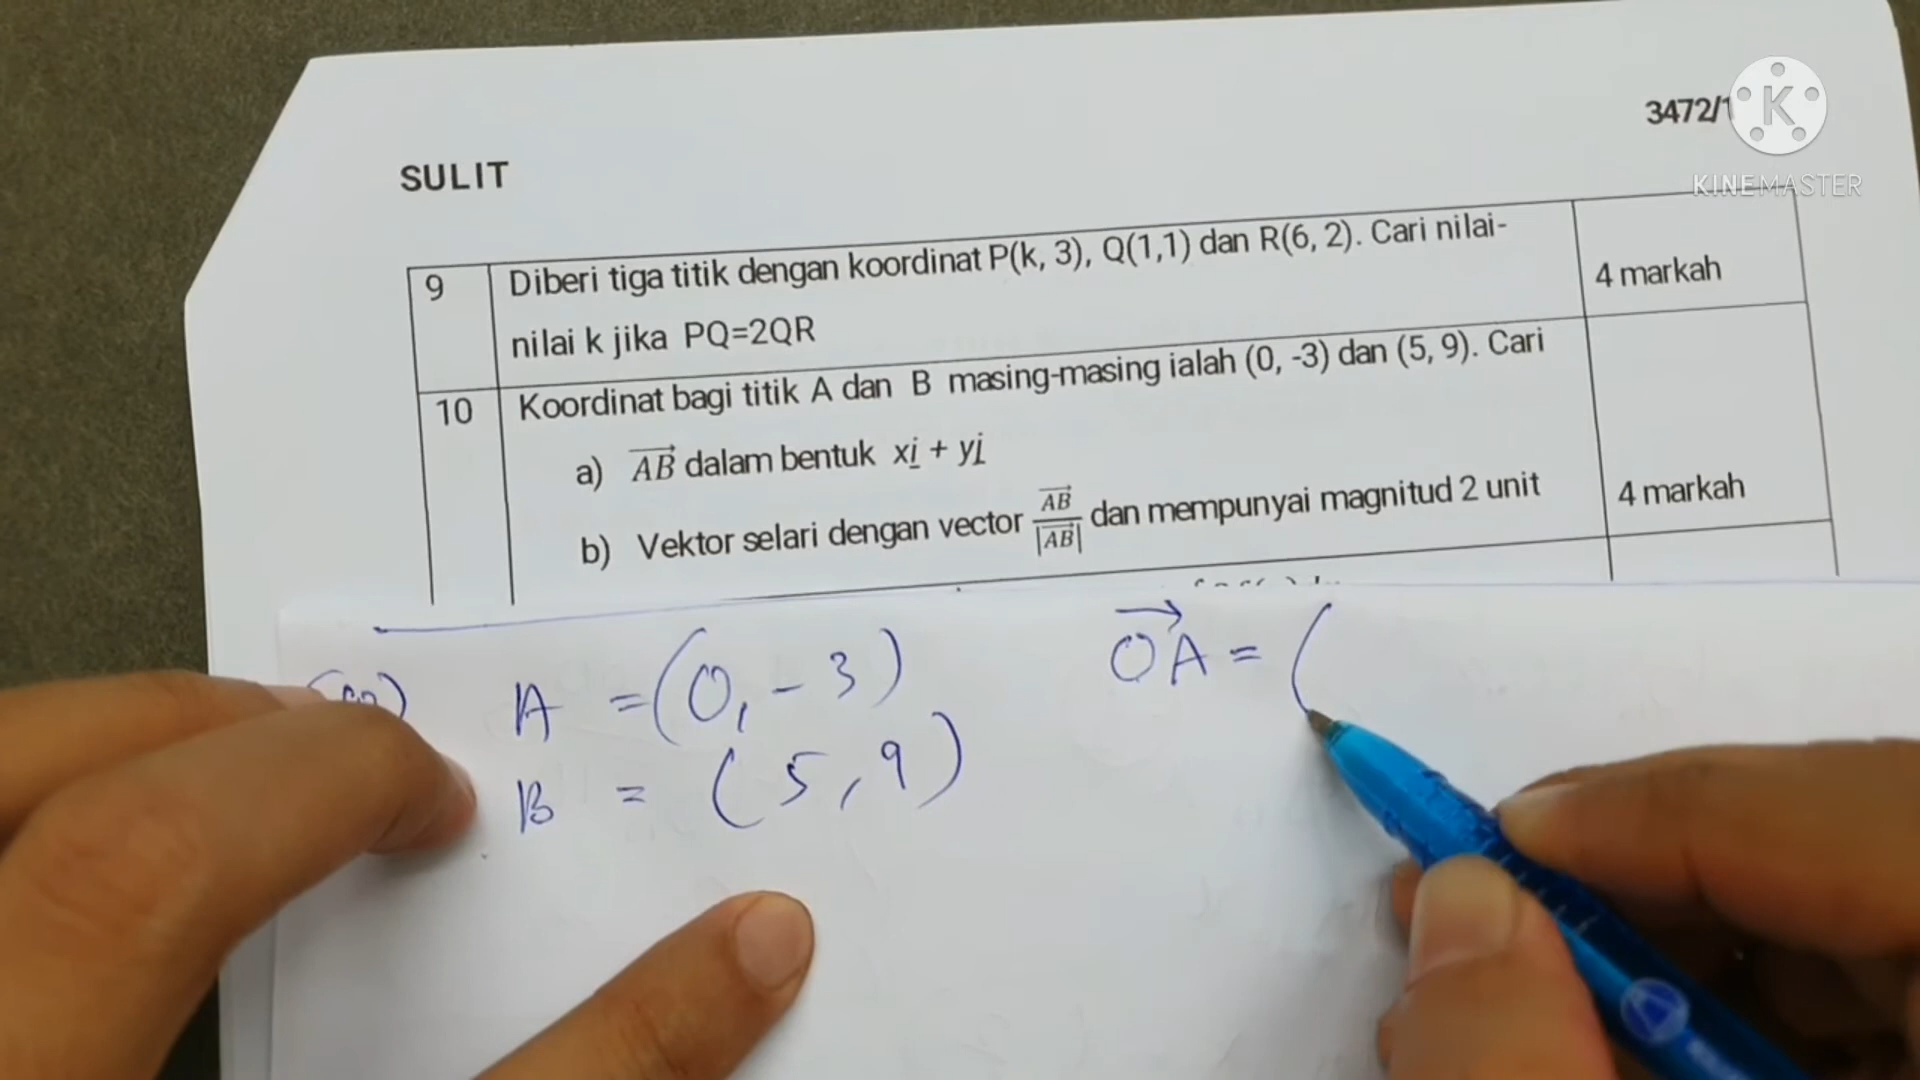 3472/1
KINEMASTER
SULIT
9 Diberi tiga titik dengan koordinat P(k, 3), Q(1,1) dan R(6, 2). Cari nilai-
nilai k jika PQ=2QR
4 markah
10 Koordinat bagi titik A dan B masing-masing ialah (0, -3) dan (5, 9). Cari
a) AB dalam bentuk xi + yj
b) Vektor selari dengan vector AB/|AB| dan mempunyai magnitud 2 unit
4 markah
A = (0, -3)
B = (5, 9)
OA = (